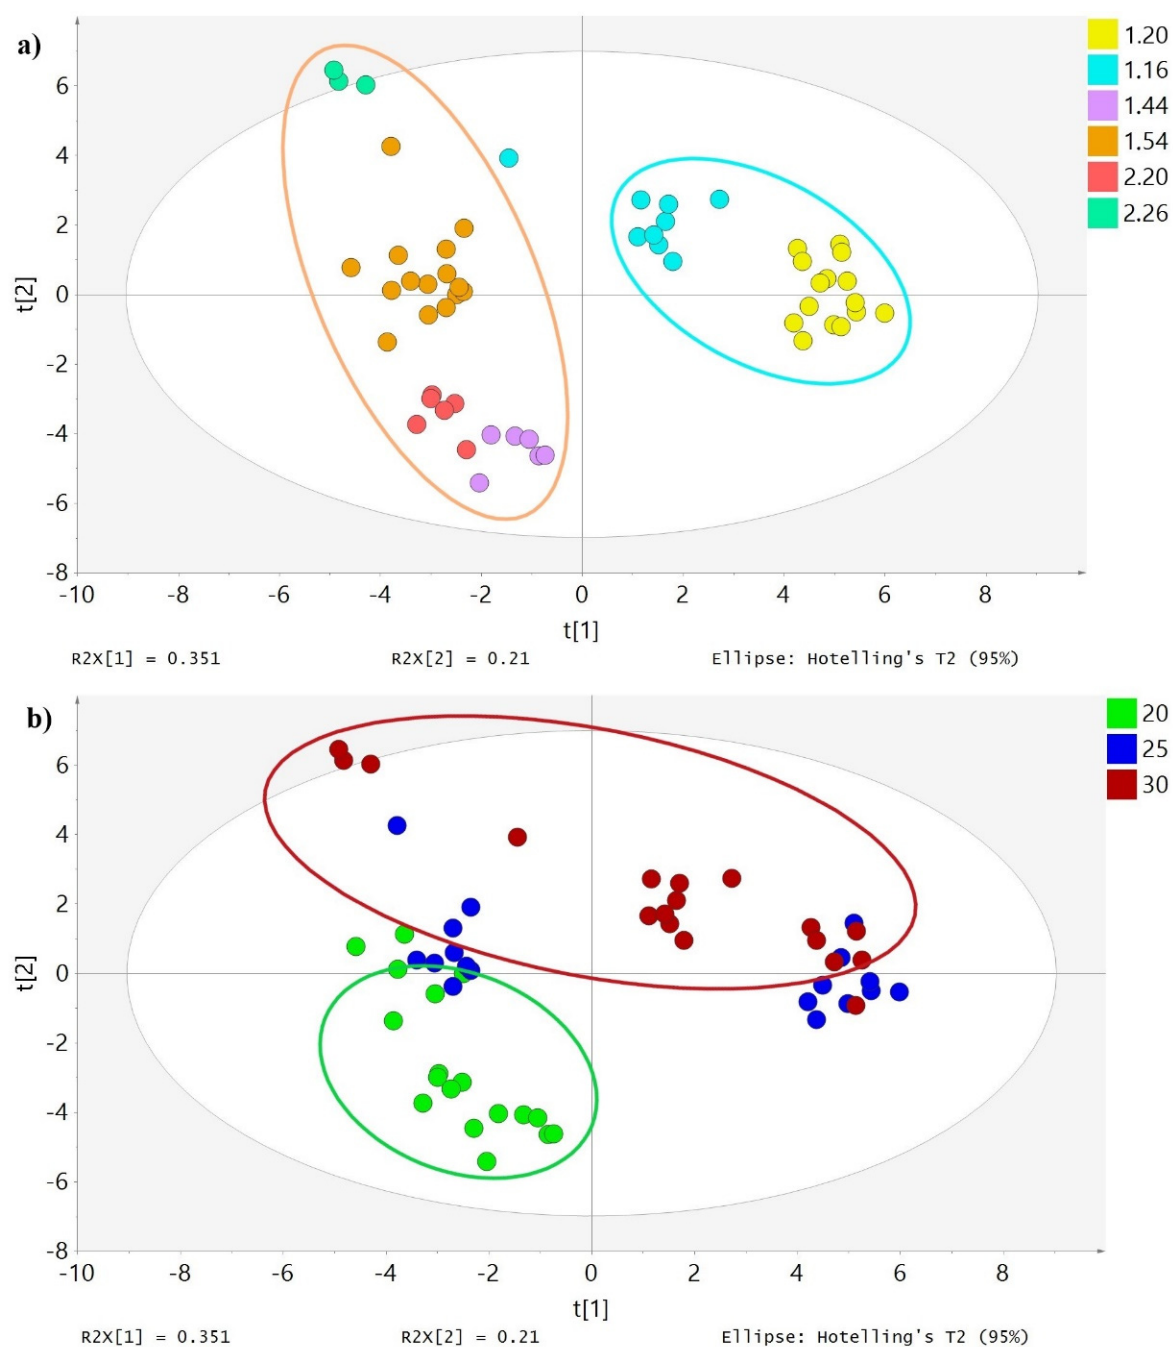 a)
1.20
1.16
1.44
1.54
2.20
2.26
6
4
2
0
-2
-4
-6
-8
t[2]
-10 -8 -6 -4 -2 0 2 4 6 8
t[1]
R2X[1] = 0.351 R2X[2] = 0.21 Ellipse: Hotelling's T2 (95%)
b)
20
25
30
6
4
2
0
-2
-4
-6
-8
t[2]
-10 -8 -6 -4 -2 0 2 4 6 8
t[1]
R2X[1] = 0.351 R2X[2] = 0.21 Ellipse: Hotelling's T2 (95%)